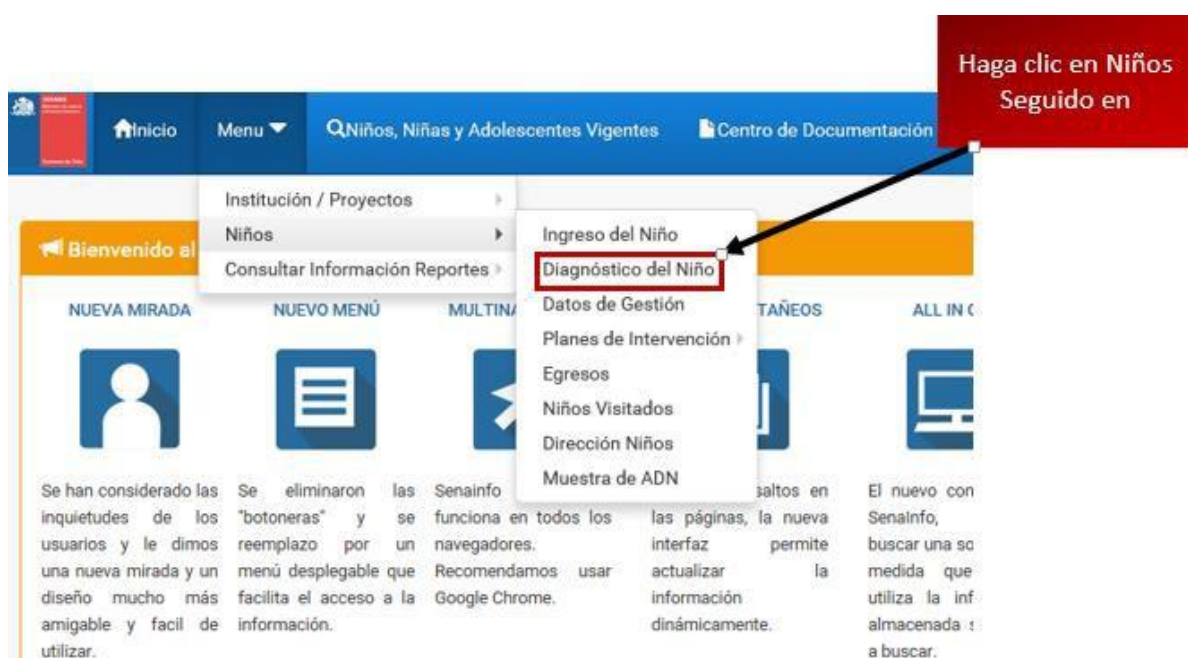 Haga clic en Niños
Seguido en
SENAME
Inicio
Menu
Niños, Niñas y Adolescentes Vigentes
Centro de Documentación
Institución / Proyectos
Niños
Consultar Información Reportes
Ingreso del Niño
Diagnóstico del Niño
Datos de Gestión
Planes de Intervención
Egresos
Niños Visitados
Dirección Niños
Muestra de ADN
Bienvenido al
NUEVA MIRADA
NUEVO MENÚ
MULTINA
TAÑEOS
ALL IN
Se han considerado las
inquietudes de los
usuarios y le dimos
una nueva mirada y un
diseño mucho más
amigable y facil de
utilizar.
Se eliminaron las
"botoneras" y se
reemplazo por un
menú desplegable que
facilita el acceso a la
información.
Senainfo
funciona en todos los
navegadores.
Recomendamos usar
Google Chrome.
saltos en
las páginas, la nueva
interfaz permite
actualizar la
información
dinámicamente.
El nuevo con
SenaInfo,
buscar una so
medida que
utiliza la inf
almacenada
a buscar.